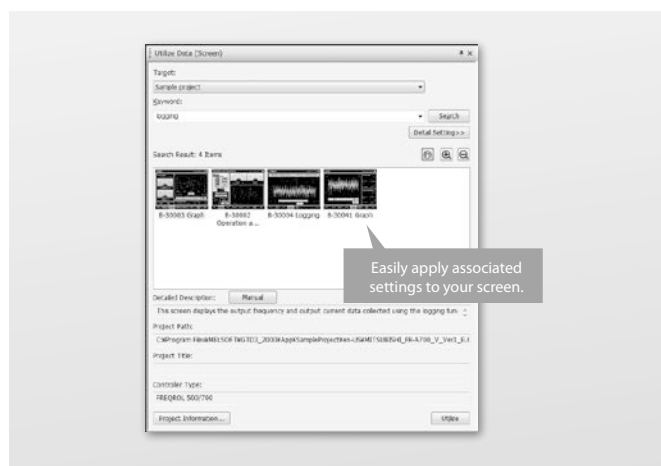 Utilize Data (Screen)
Target:
Sample project
Keyword:
logging
Search
Detail Setting>>
Search Result: 4 Items
B-30003 Graph
B-30002 Operation a...
B-30004 Logging
B-30041 Graph
Easily apply associated
settings to your screen.
Detailed Description:
Manual
This screen displays the output frequency and output current data collected using the logging fun
Project Path:
Project Title:
Controller Type:
FREQROL 500/700
Project Information...
Utilize